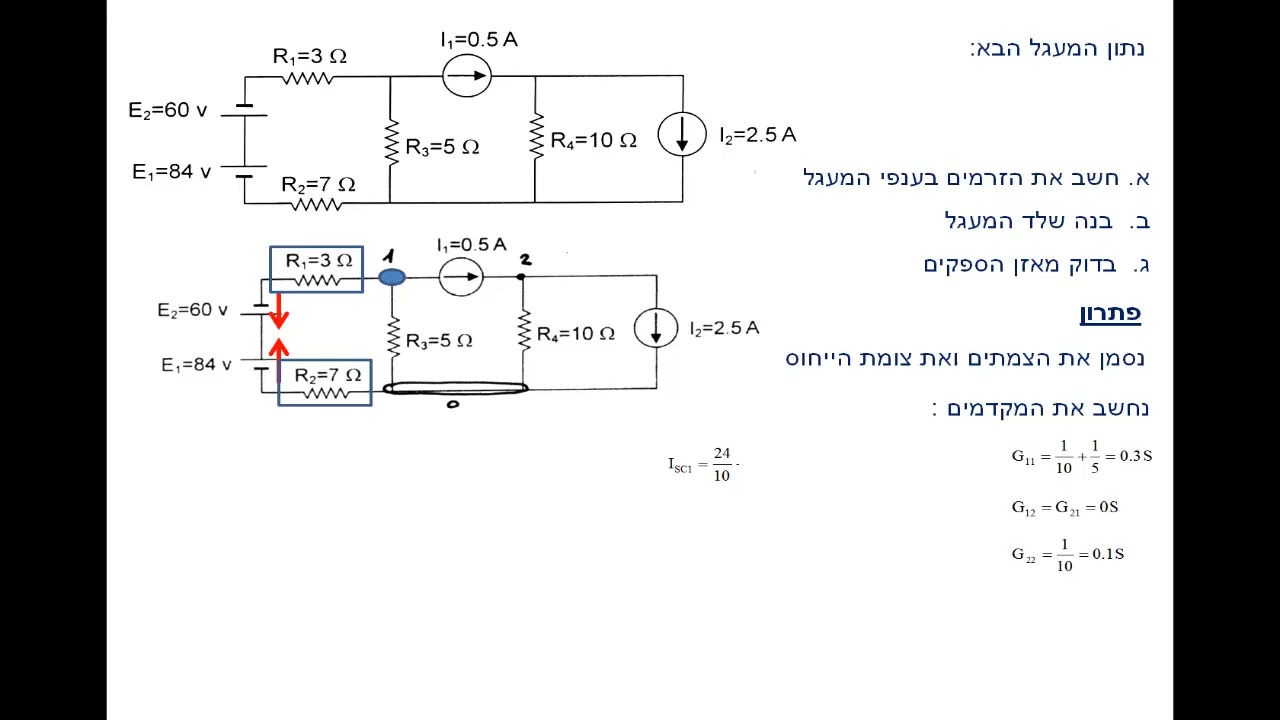 נתון המעגל הבא:
I₁=0.5 A
R₁=3 Ω
E₂=60 v
R₃=5 Ω
R₄=10 Ω
I₂=2.5 A
E₁=84 v
R₂=7 Ω
א. חשב את הזרמים בענפי המעגל
ב. בנה שלד המעגל
ג. בדוק מאזן הספקים
פתרון
נסמן את הצמתים ואת צומת הייחוס
נחשב את המקדמים :
I₁=0.5 A
R₁=3 Ω
1
2
E₂=60 v
R₃=5 Ω
R₄=10 Ω
I₂=2.5 A
E₁=84 v
R₂=7 Ω
0
G₁₁ = 1/10 + 1/5 = 0.3 S
I_SC1 = 24/10 -
G₁₂ = G₂₁ = 0S
G₂₂ = 1/10 = 0.1S